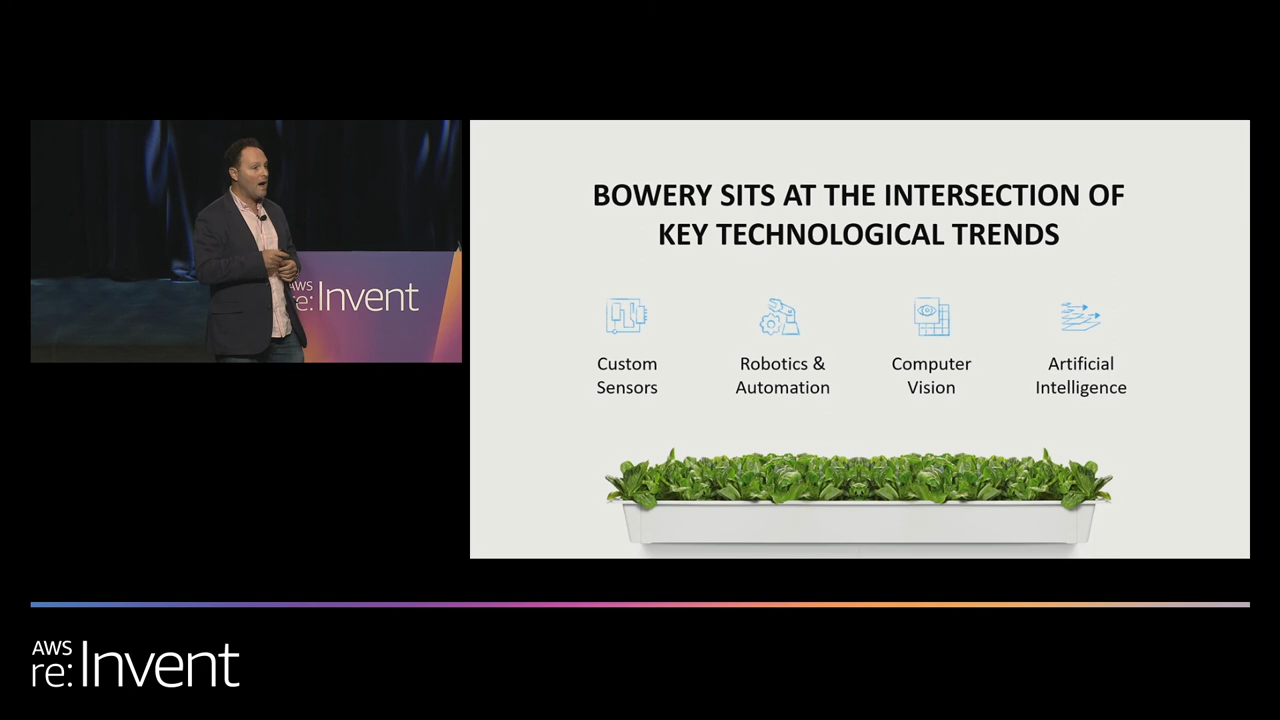 AWS
re:Invent
BOWERY SITS AT THE INTERSECTION OF
KEY TECHNOLOGICAL TRENDS
Custom
Sensors
Robotics &
Automation
Computer
Vision
Artificial
Intelligence
AWS
re:Invent